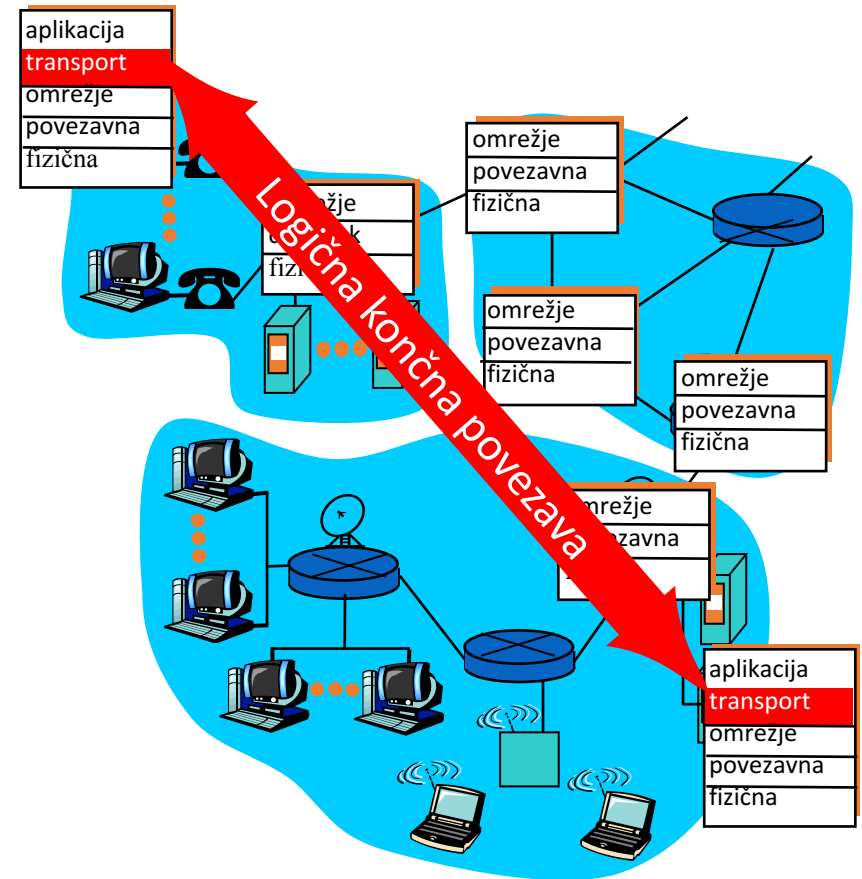 aplikacija
transport
omrežje
povezavna
fizična
omrežje
povezavna
fizična
Logična končna povezava
omrežje
povezavna
fizična
omrežje
povezavna
fizična
aplikacija
transport
omrežje
povezavna
fizična